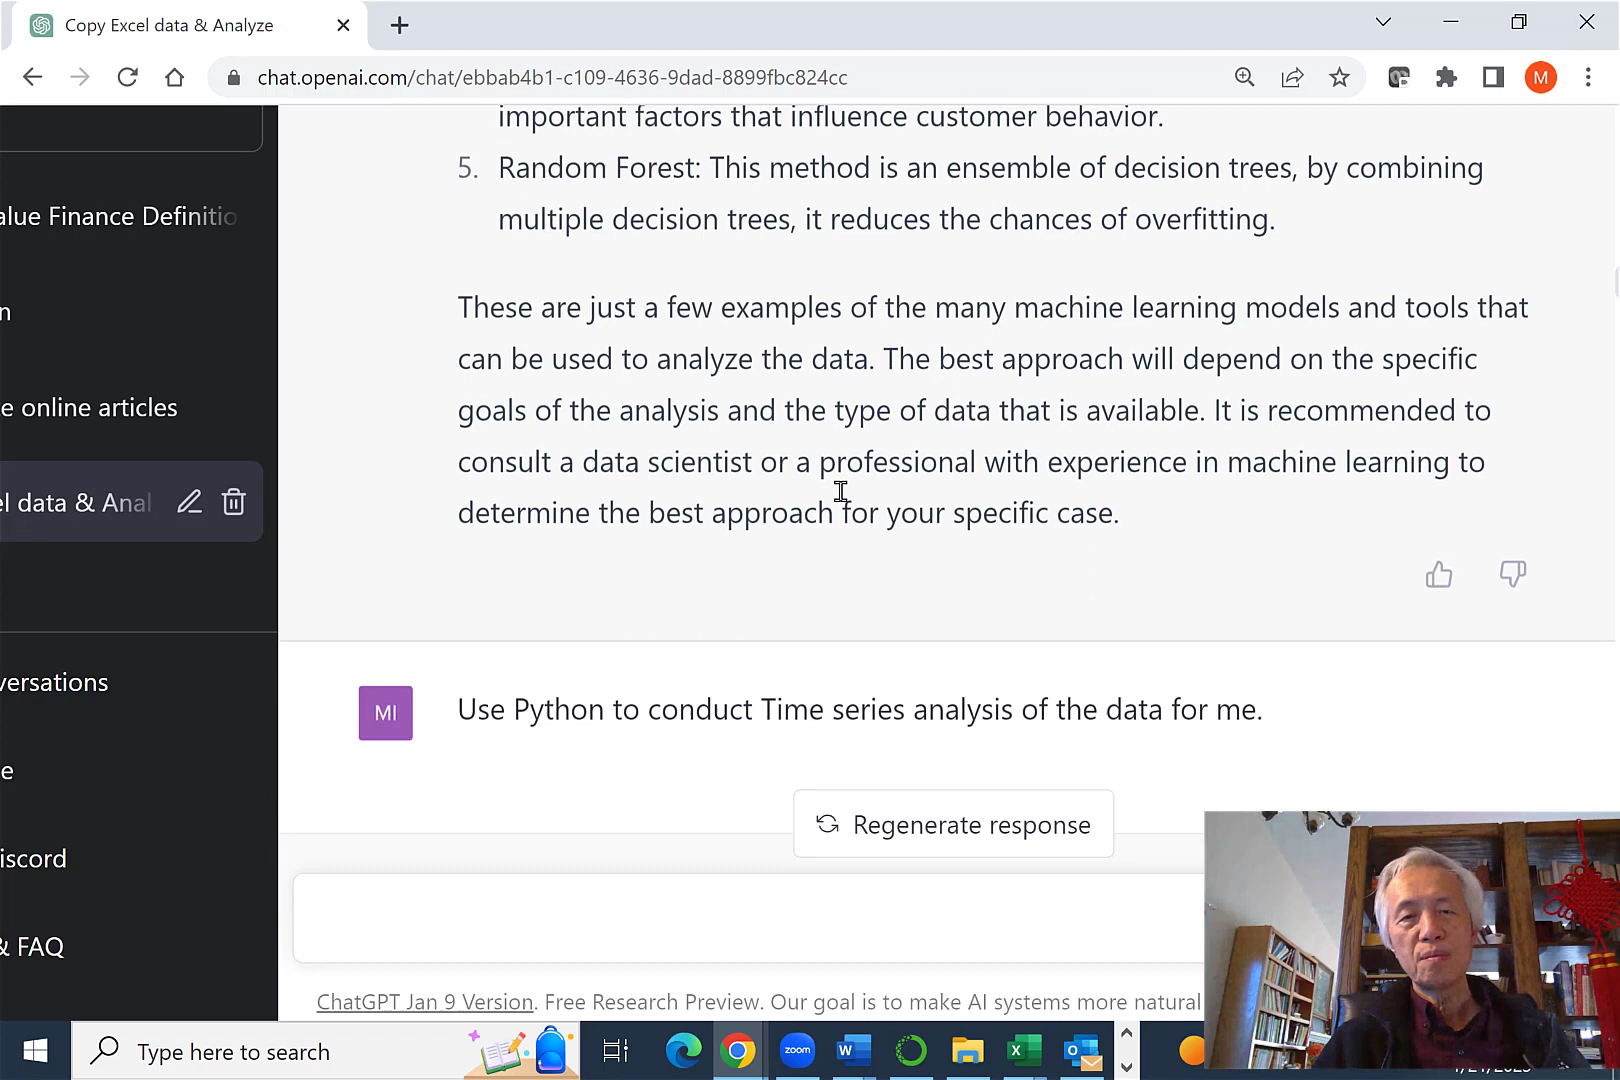 Copy Excel data & Analyze
chat.openai.com/chat/ebbab4b1-c109-4636-9dad-8899fbc824cc
M
important factors that influence customer behavior.
5. Random Forest: This method is an ensemble of decision trees, by combining
multiple decision trees, it reduces the chances of overfitting.
These are just a few examples of the many machine learning models and tools that
can be used to analyze the data. The best approach will depend on the specific
goals of the analysis and the type of data that is available. It is recommended to
consult a data scientist or a professional with experience in machine learning to
determine the best approach for your specific case.
alue Finance Definitio
n
e online articles
el data & Anal
versations
e
iscord
& FAQ
MI
Use Python to conduct Time series analysis of the data for me.
Regenerate response
ChatGPT Jan 9 Version. Free Research Preview. Our goal is to make AI systems more natural
Type here to search
zoom
W
X
O